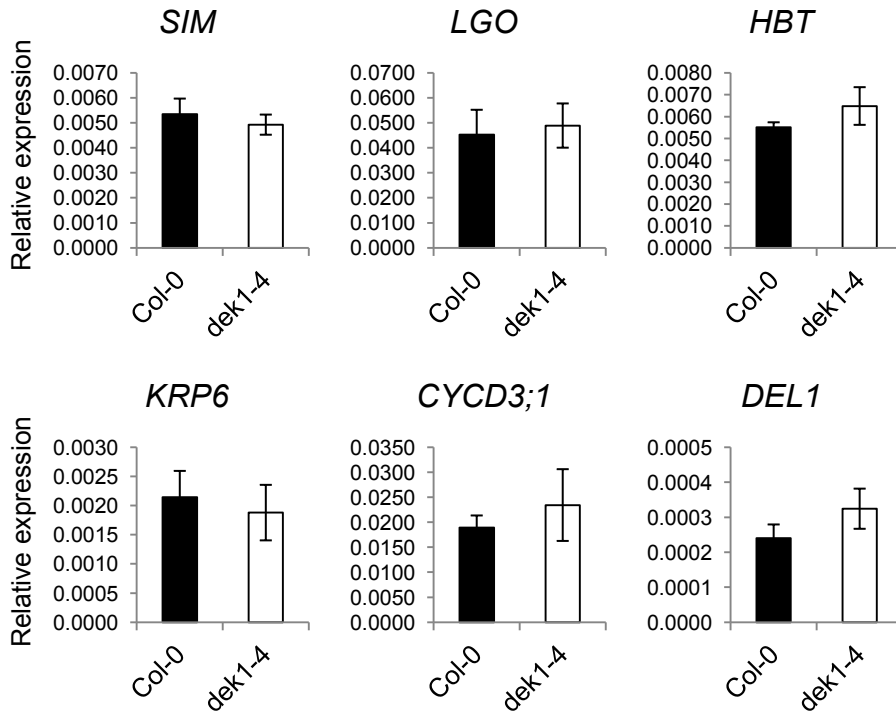 SIM LGO HBT
Relative expression
0.0070 0.0700 0.0080
0.0060 0.0600 0.0070
0.0050 0.0500 0.0060
0.0040 0.0400 0.0050
0.0030 0.0300 0.0040
0.0020 0.0200 0.0030
0.0010 0.0100 0.0020
0.0000 0.0000 0.0010
0.0000
Col-0 dek1-4 Col-0 dek1-4 Col-0 dek1-4
KRP6 CYCD3;1 DEL1
Relative expression
0.0030 0.0350 0.0005
0.0025 0.0300 0.0004
0.0020 0.0250 0.0003
0.0015 0.0200 0.0002
0.0010 0.0150 0.0001
0.0005 0.0100 0.0000
0.0000 0.0050
0.0000
Col-0 dek1-4 Col-0 dek1-4 Col-0 dek1-4